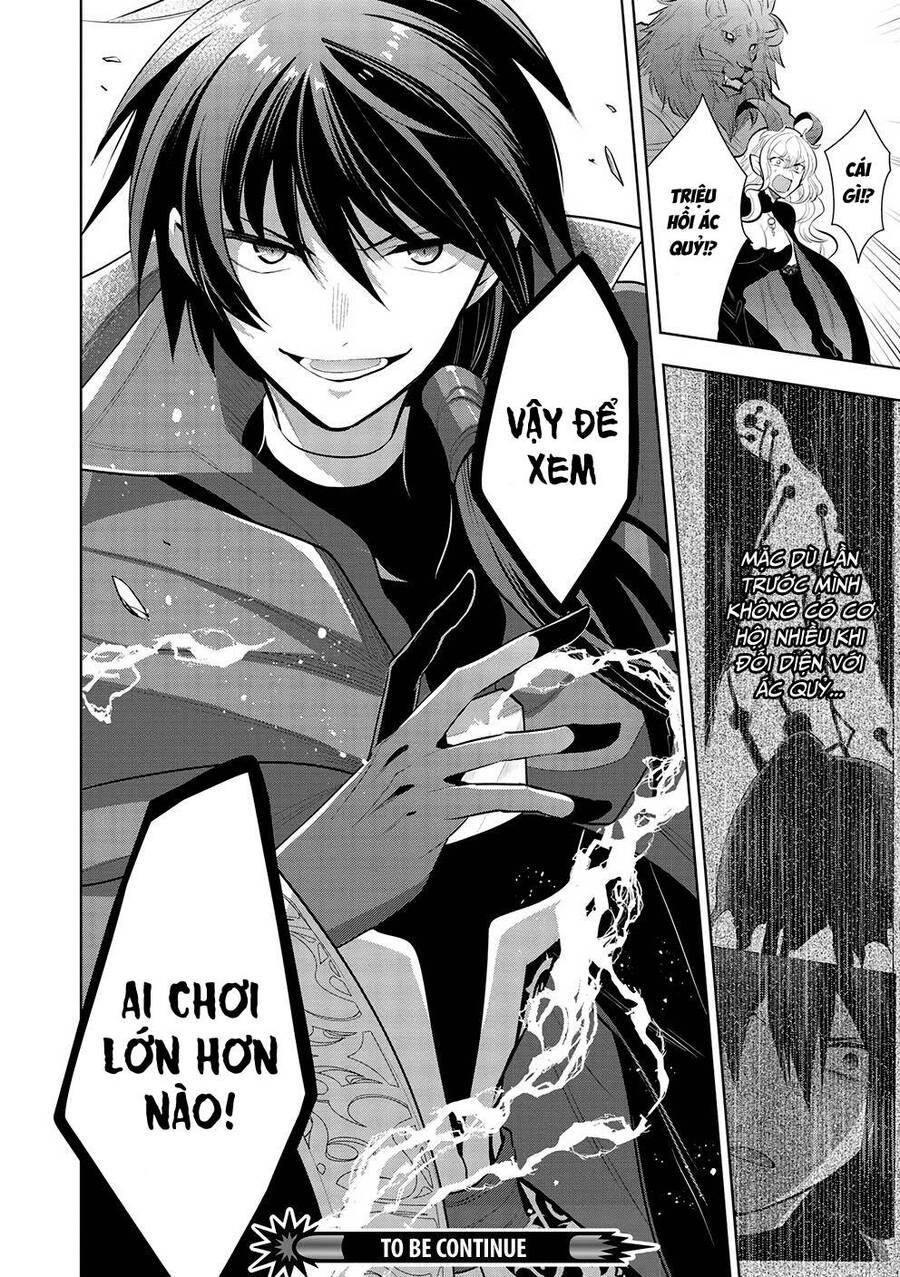 CÁI
GÌ!?
TRIỆU
HỒI ÁC
QUỶ!?
MẶC DÙ LẦN
TRƯỚC MÌNH
KHÔNG CÓ CƠ
HỘI NHIỀU KHI
ĐỐI DIỆN VỚI
ÁC QUỶ...
VẬY ĐỂ
XEM
AI CHƠI
LỚN HƠN
NÀO!
TO BE CONTINUE